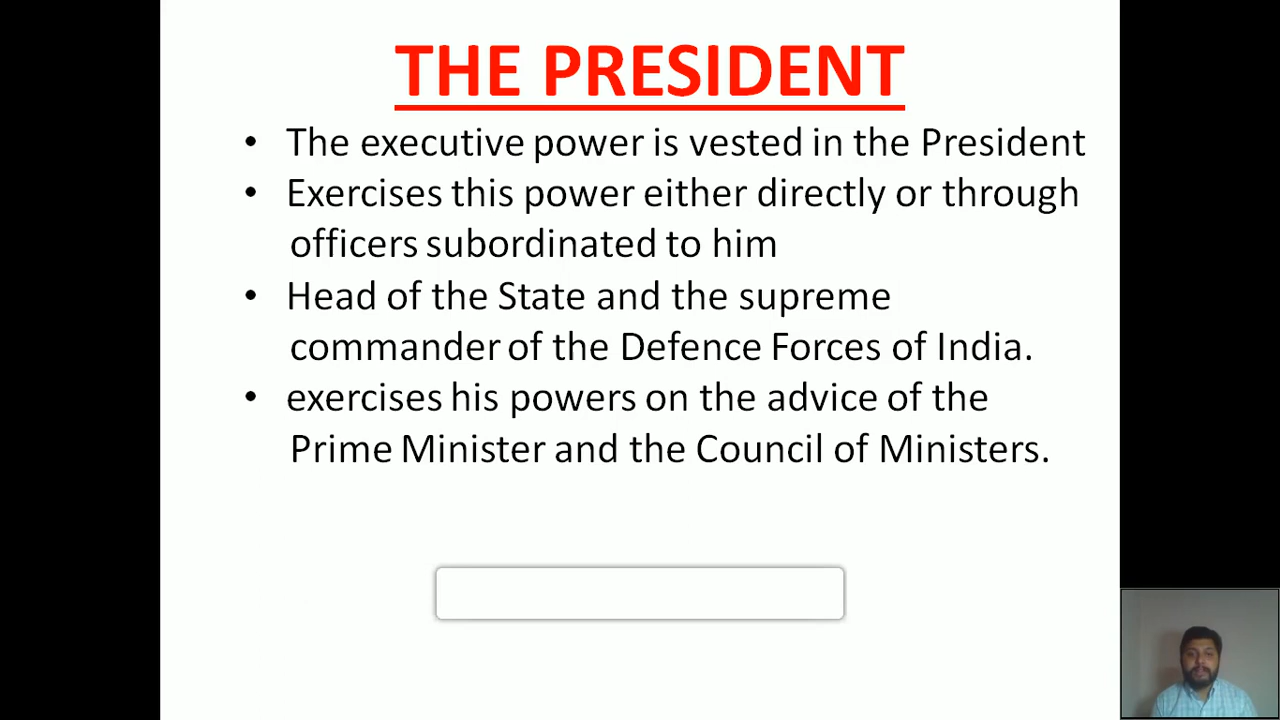 THE PRESIDENT
• The executive power is vested in the President
• Exercises this power either directly or through
officers subordinated to him
• Head of the State and the supreme
commander of the Defence Forces of India.
• exercises his powers on the advice of the
Prime Minister and the Council of Ministers.